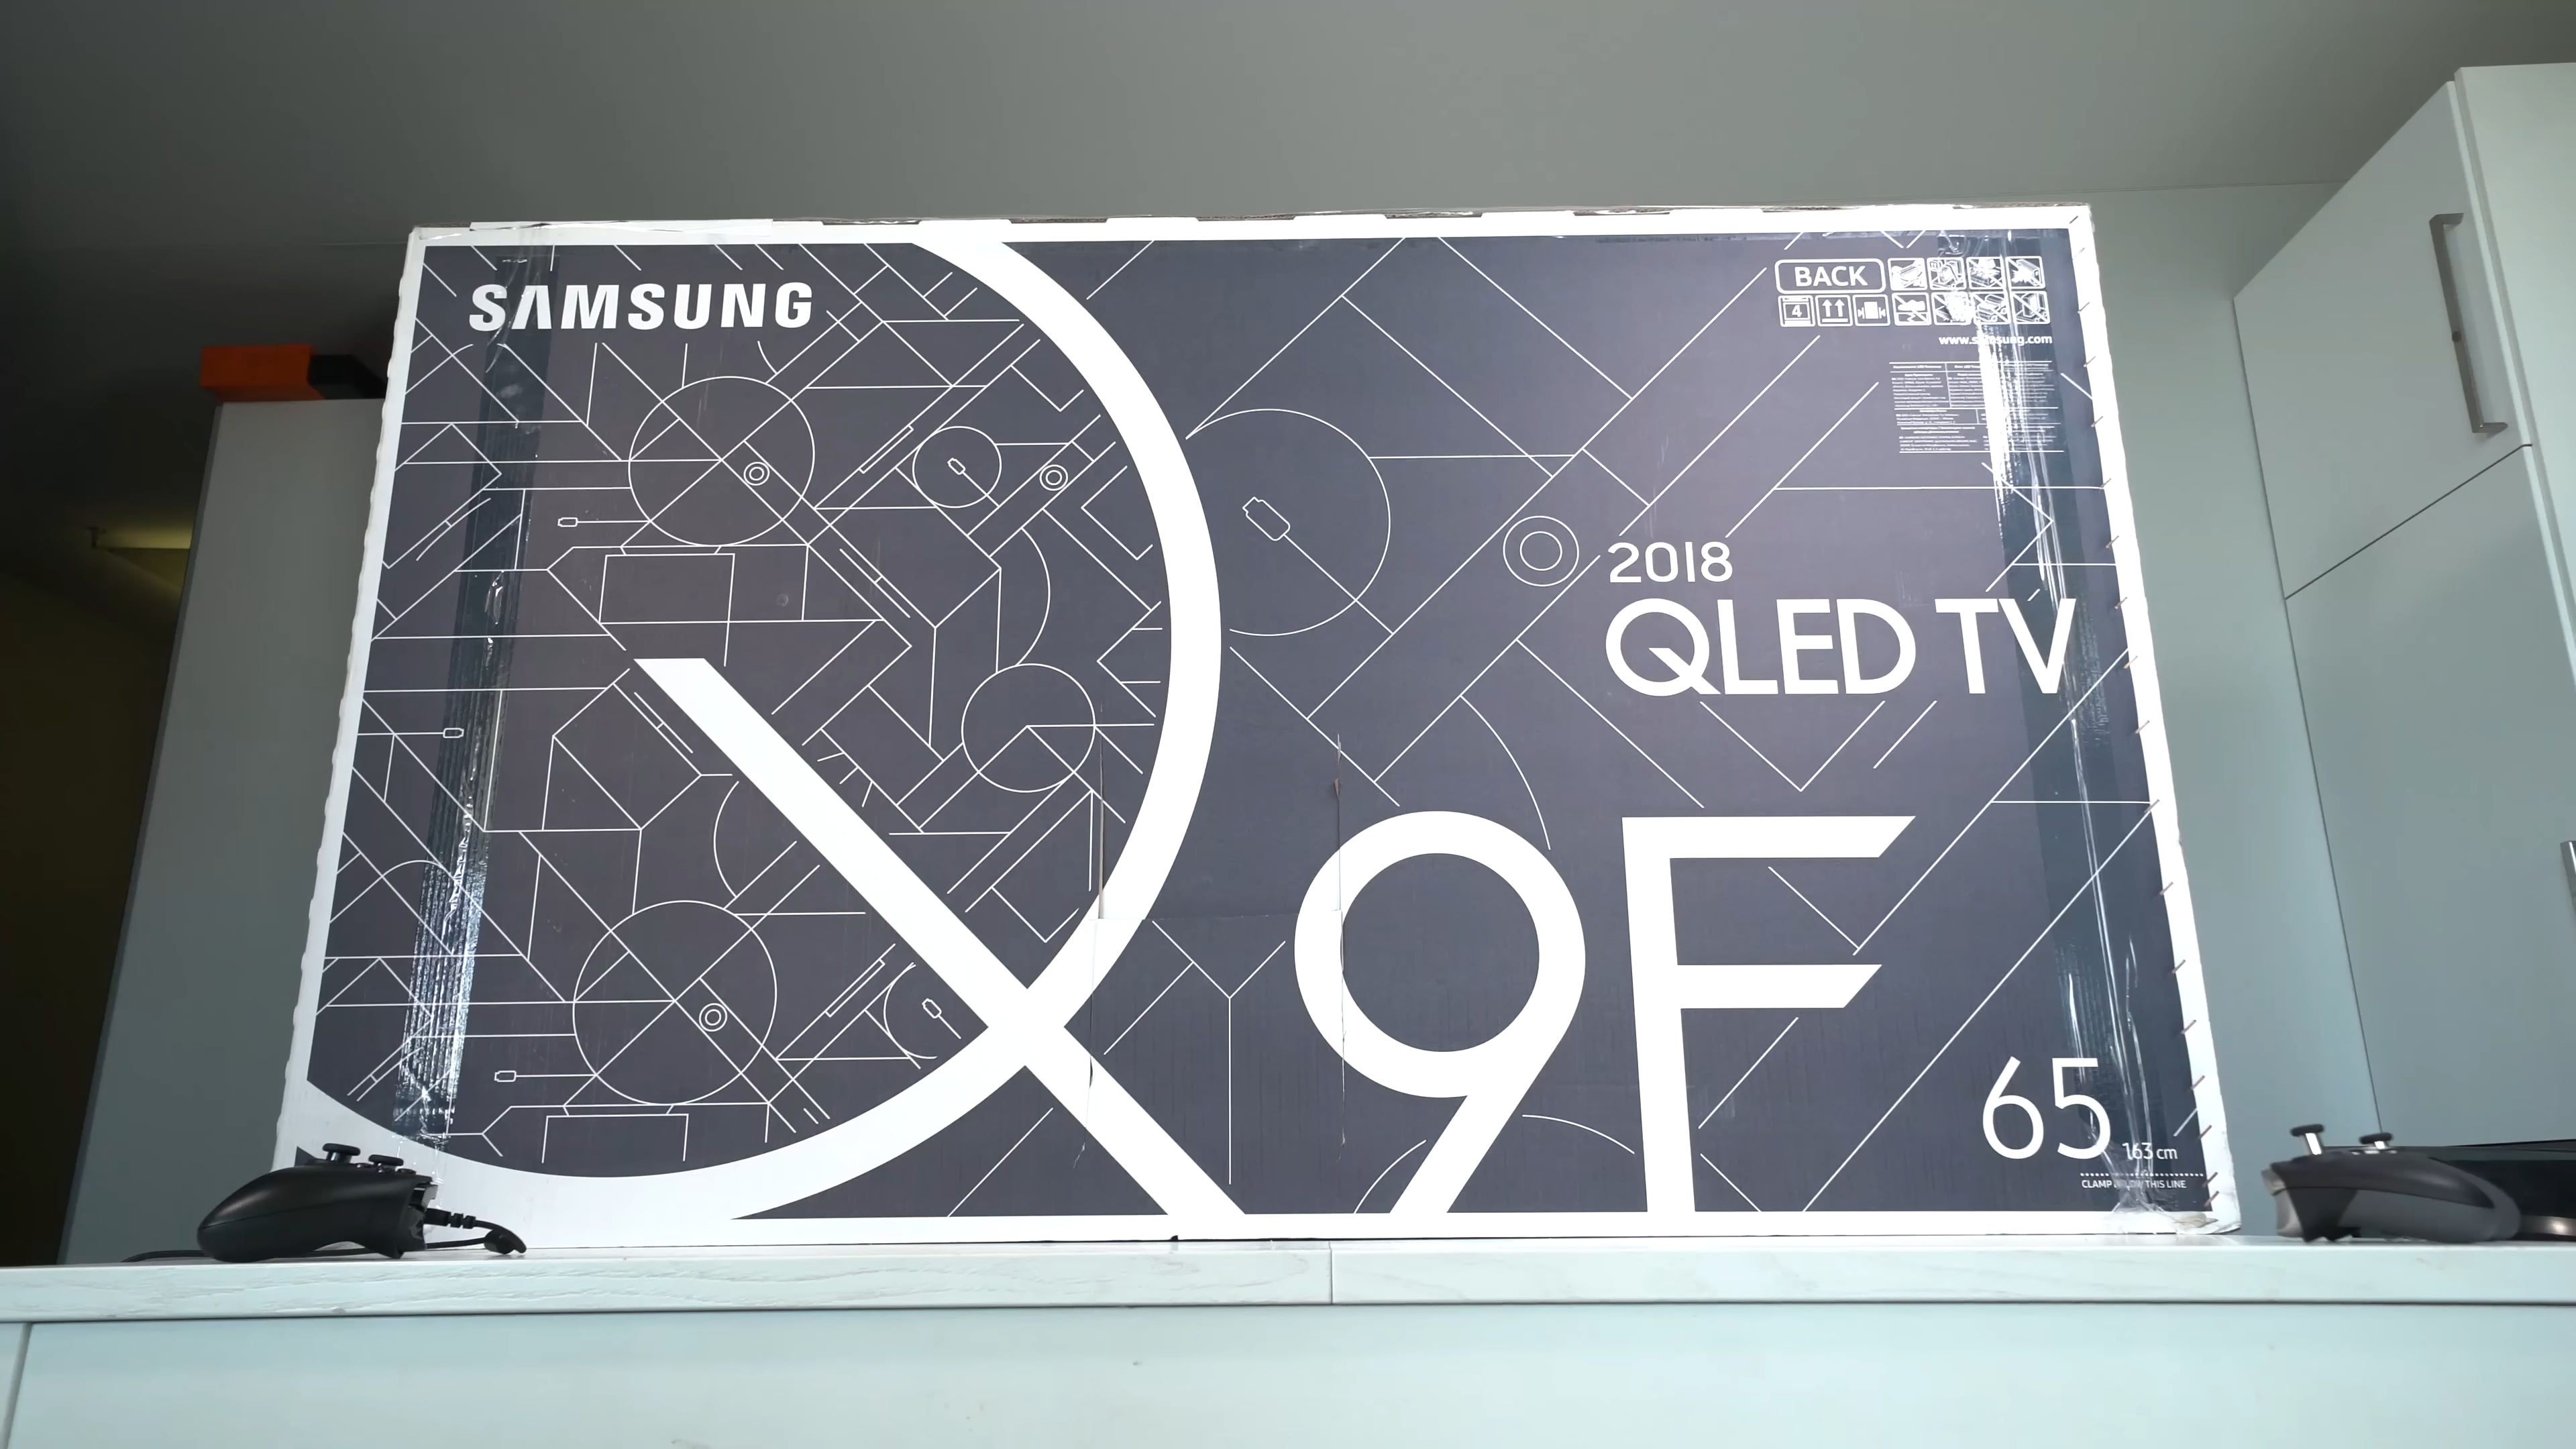 SAMSUNG
BACK
4
www.samsung.com
2018
QLED TV
Q9F
65
163 cm
CLAMP BELOW THIS LINE